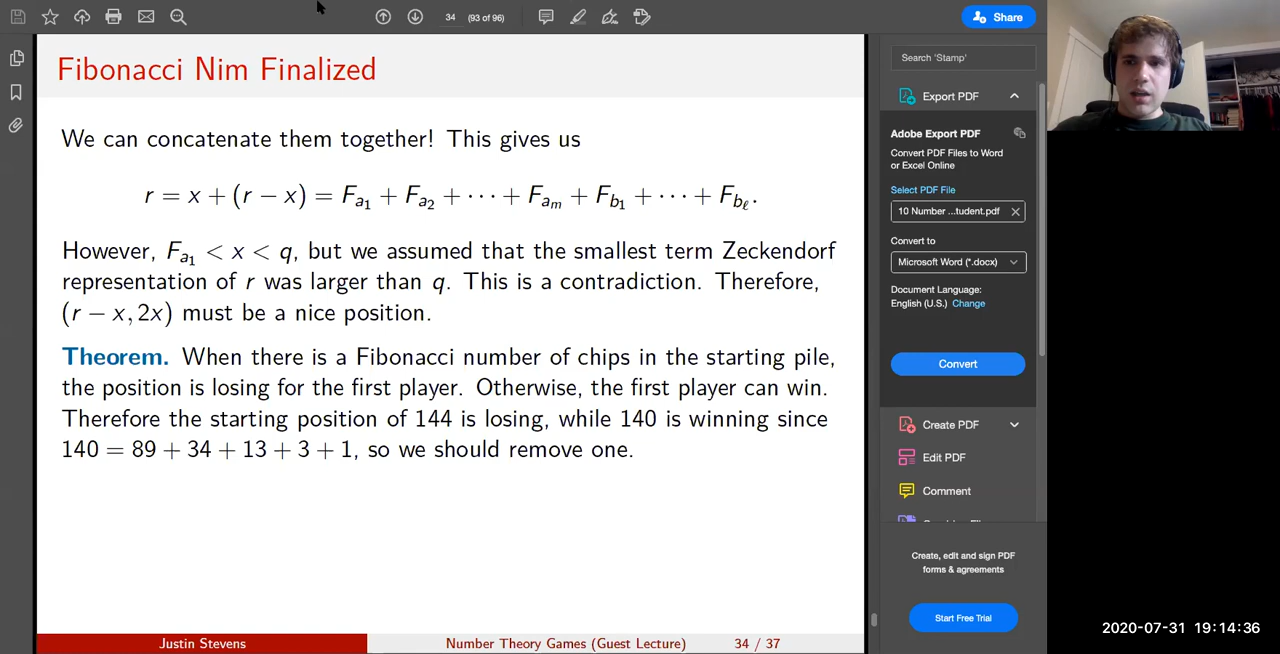 34 (93 of 96)
Share
Fibonacci Nim Finalized
We can concatenate them together! This gives us
r = x + (r − x) = F_{a_1} + F_{a_2} + ⋯ + F_{a_m} + F_{b_1} + ⋯ + F_{b_ℓ}.
However, F_{a_1} < x < q, but we assumed that the smallest term Zeckendorf
representation of r was larger than q. This is a contradiction. Therefore,
(r − x, 2x) must be a nice position.
Theorem. When there is a Fibonacci number of chips in the starting pile,
the position is losing for the first player. Otherwise, the first player can win.
Therefore the starting position of 144 is losing, while 140 is winning since
140 = 89 + 34 + 13 + 3 + 1, so we should remove one.
Justin Stevens
Number Theory Games (Guest Lecture)
34 / 37
Search 'Stamp'
Export PDF
Adobe Export PDF
Convert PDF Files to Word
or Excel Online
Select PDF File
10 Number ...tudent.pdf
Convert to
Microsoft Word (*.docx)
Document Language:
English (U.S.) Change
Convert
Create PDF
Edit PDF
Comment
Create, edit and sign PDF
forms & agreements
Start Free Trial
2020-07-31 19:14:36